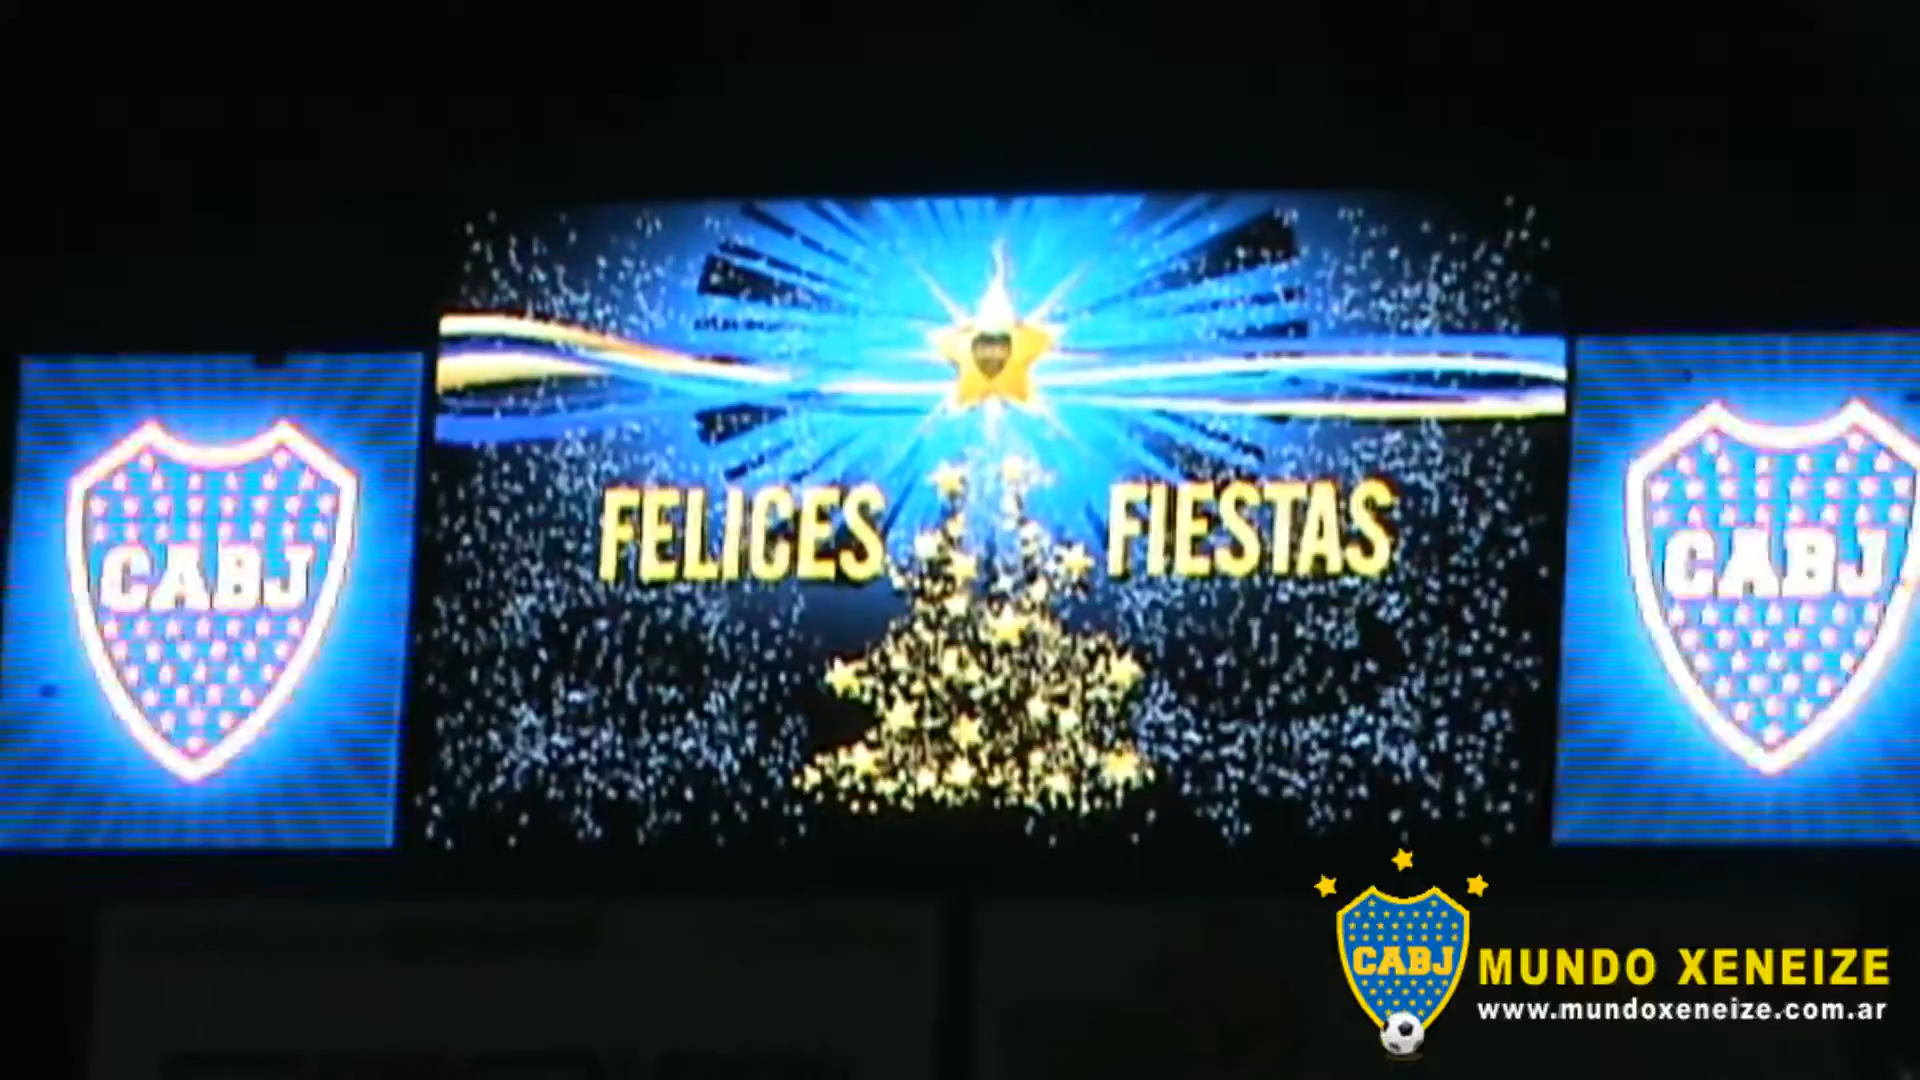 FELICES FIESTAS
CABJ
CABJ
CABJ
MUNDO XENEIZE
www.mundoxeneize.com.ar